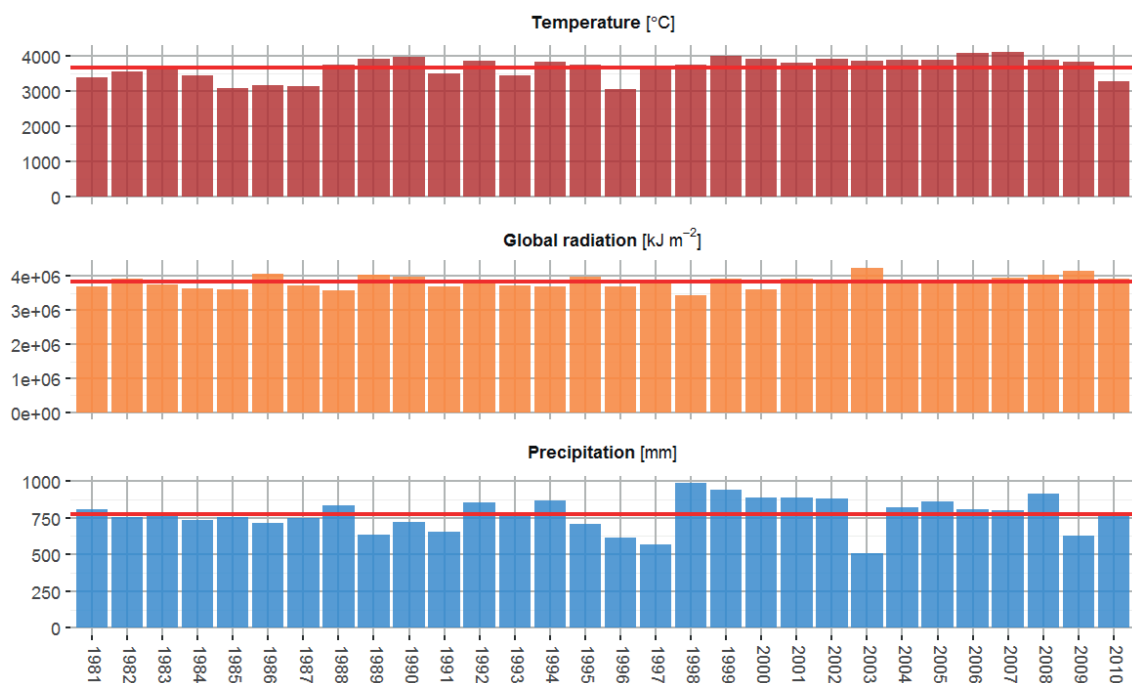 Temperature [°C]
4000
3000
2000
1000
0
Global radiation [kJ m⁻²]
4e+06
3e+06
2e+06
1e+06
0e+00
Precipitation [mm]
1000
750
500
250
0
1981 1982 1983 1984 1985 1986 1987 1988 1989 1990 1991 1992 1993 1994 1995 1996 1997 1998 1999 2000 2001 2002 2003 2004 2005 2006 2007 2008 2009 2010